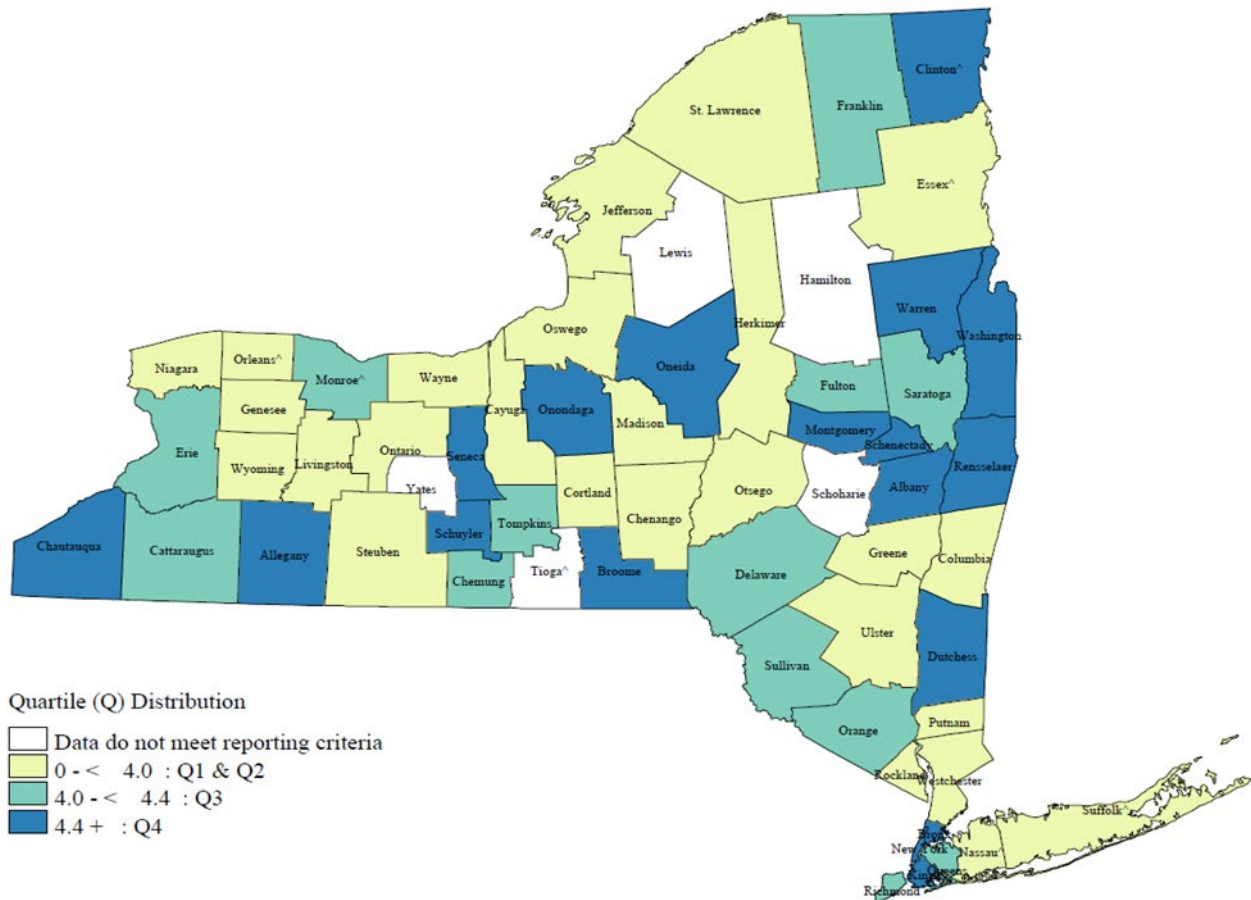 Clinton^
Franklin
St. Lawrence
Essex^
Jefferson
Lewis
Hamilton
Warren
Washington
Herkimer
Oswego
Oneida
Niagara
Orleans^
Monroe^
Wayne
Fulton
Saratoga
Genesee
Cayuga
Onondaga
Madison
Montgomery
Schenectady
Erie
Ontario
Seneca
Wyoming
Livingston
Rensselaer
Yates
Cortland
Otsego
Schoharie
Albany
Chenango
Tompkins
Schuyler
Chautauqua
Cattaraugus
Allegany
Steuben
Greene
Columbia
Chemung
Tioga^
Broome
Delaware
Ulster
Dutchess
Sullivan
Orange
Putnam
Rockland
Westchester
Suffolk^
Bronx
New York
Nassau^
Queens
Kings
Richmond
Quartile (Q) Distribution
Data do not meet reporting criteria
0 - < 4.0 : Q1 & Q2
4.0 - < 4.4 : Q3
4.4 + : Q4